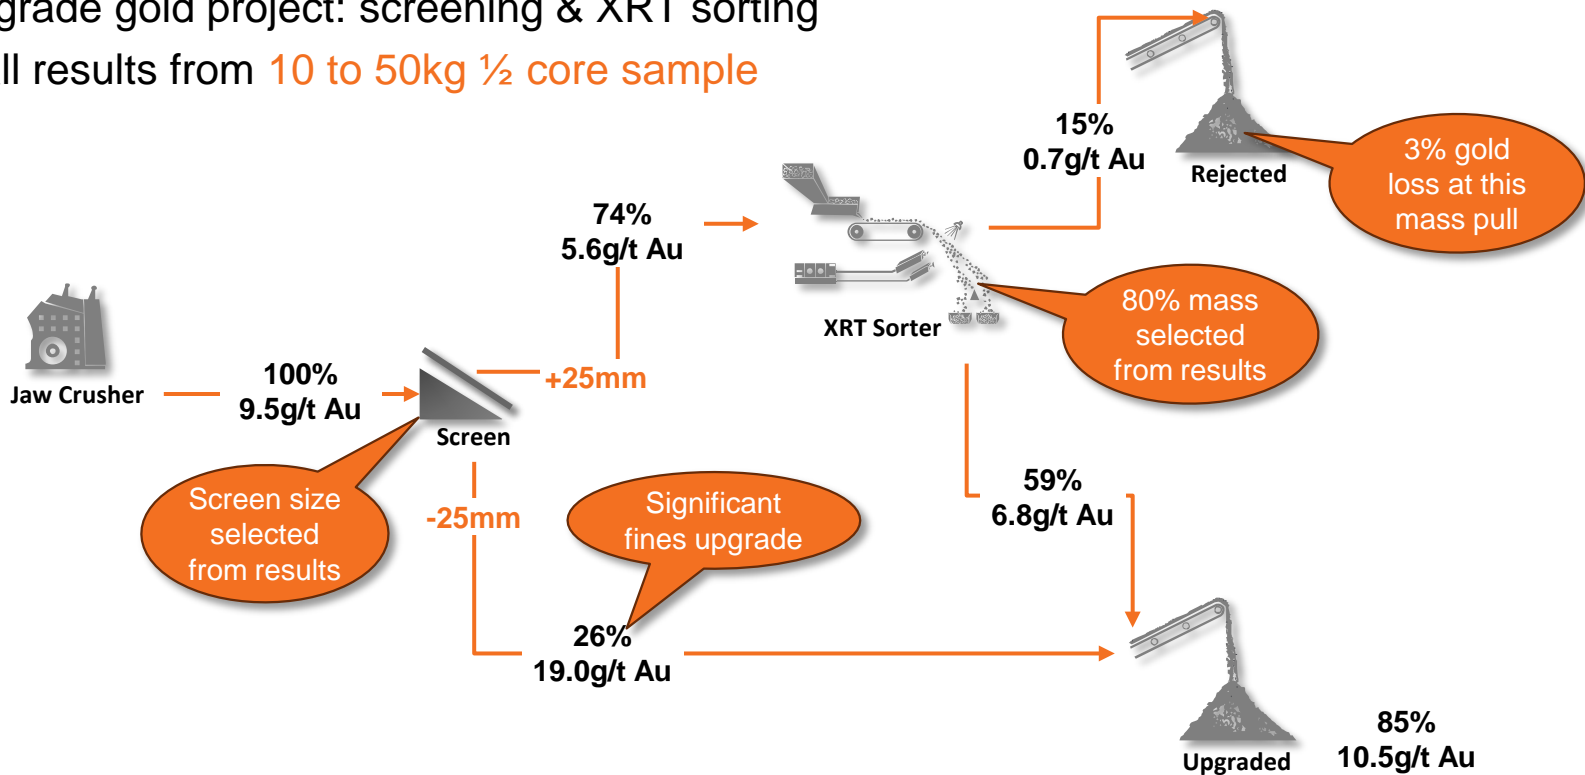 grade gold project: screening & XRT sorting
ll results from 10 to 50kg ½ core sample
15%
0.7g/t Au
Rejected
3% gold
loss at this
mass pull
74%
5.6g/t Au
XRT Sorter
80% mass
selected
from results
Jaw Crusher
100%
9.5g/t Au
+25mm
Screen
Screen size
selected
from results
-25mm
Significant
fines upgrade
59%
6.8g/t Au
26%
19.0g/t Au
Upgraded
85%
10.5g/t Au